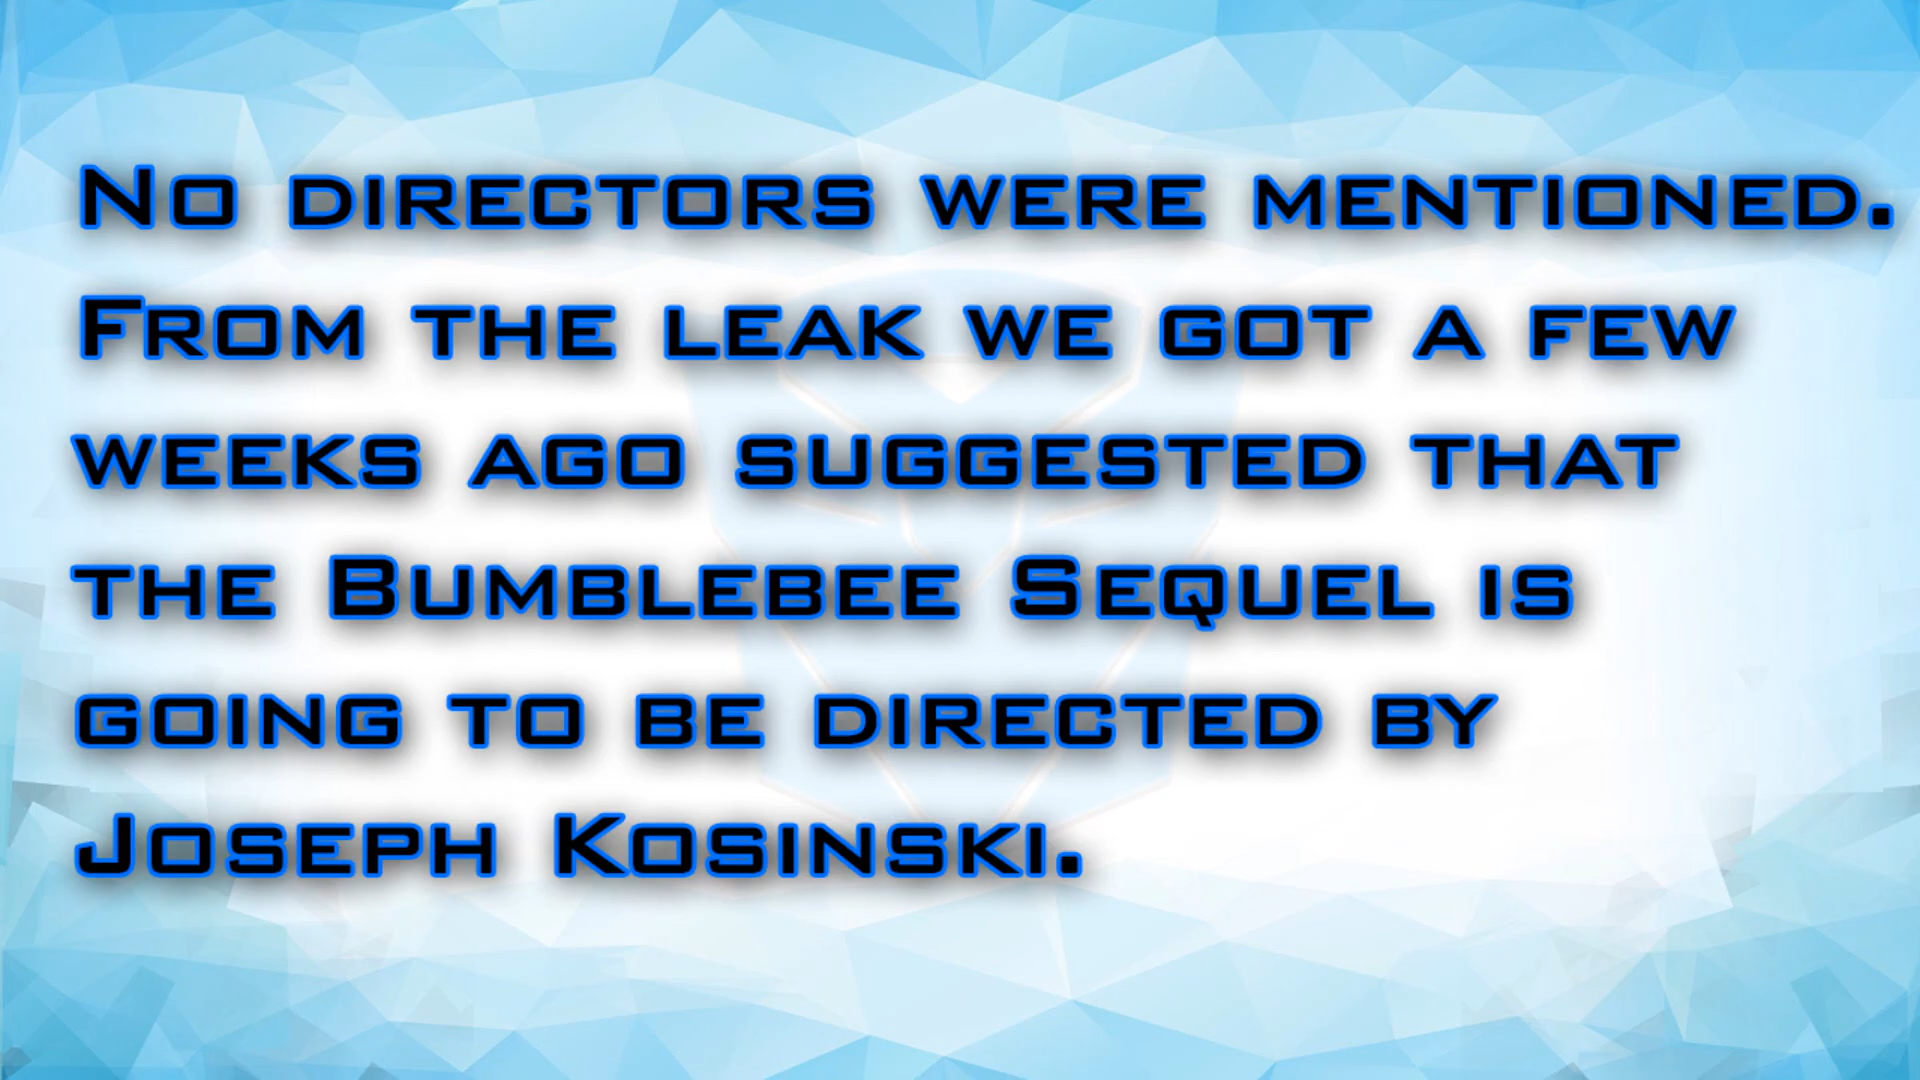 No directors were mentioned.
From the leak we got a few
weeks ago suggested that
the Bumblebee Sequel is
going to be directed by
Joseph Kosinski.